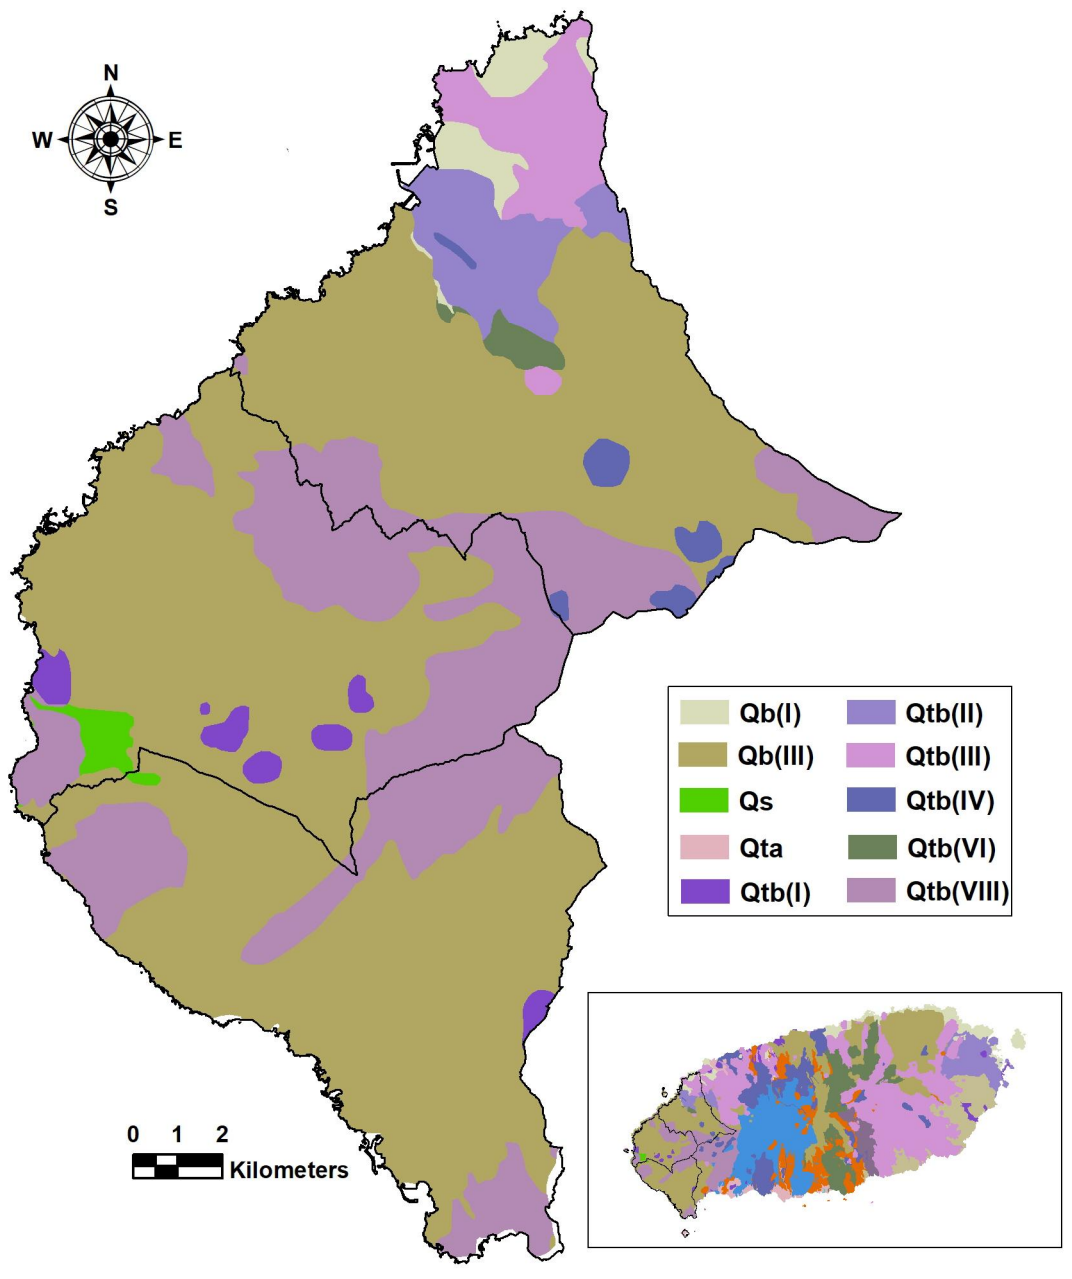 N
W E
S
Qb(I) Qtb(II)
Qb(III) Qtb(III)
Qs Qtb(IV)
Qta Qtb(VI)
Qtb(I) Qtb(VIII)
0 1 2
Kilometers